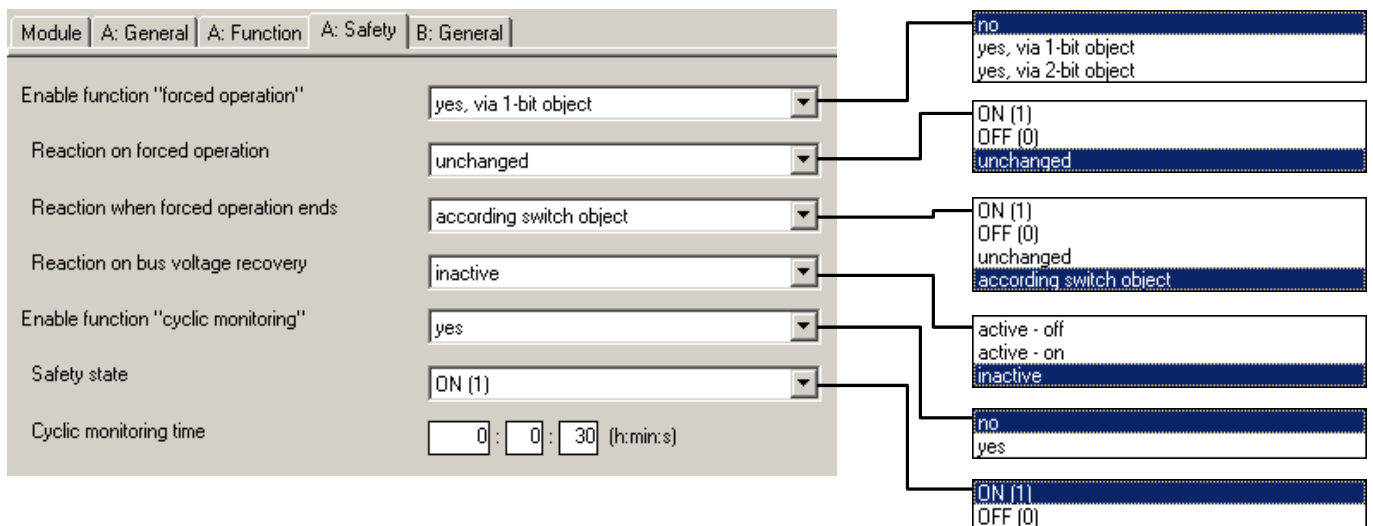 Module A: General A: Function A: Safety B: General
Enable function "forced operation" yes, via 1-bit object
Reaction on forced operation unchanged
Reaction when forced operation ends according switch object
Reaction on bus voltage recovery inactive
Enable function "cyclic monitoring" yes
Safety state ON (1)
Cyclic monitoring time 0 : 0 : 30 (h:min:s)
no
yes, via 1-bit object
yes, via 2-bit object
ON (1)
OFF (0)
unchanged
ON (1)
OFF (0)
unchanged
according switch object
active - off
active - on
inactive
no
yes
ON (1)
OFF (0)